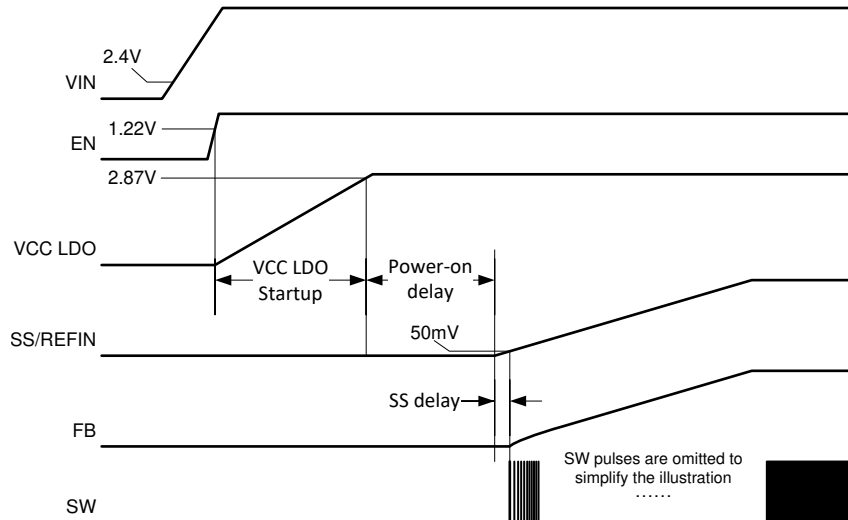 2.4V
VIN
1.22V
EN
2.87V
VCC LDO
VCC LDO
Startup
Power-on
delay
50mV
SS/REFIN
SS delay
FB
SW pulses are omitted to
simplify the illustration
......
SW